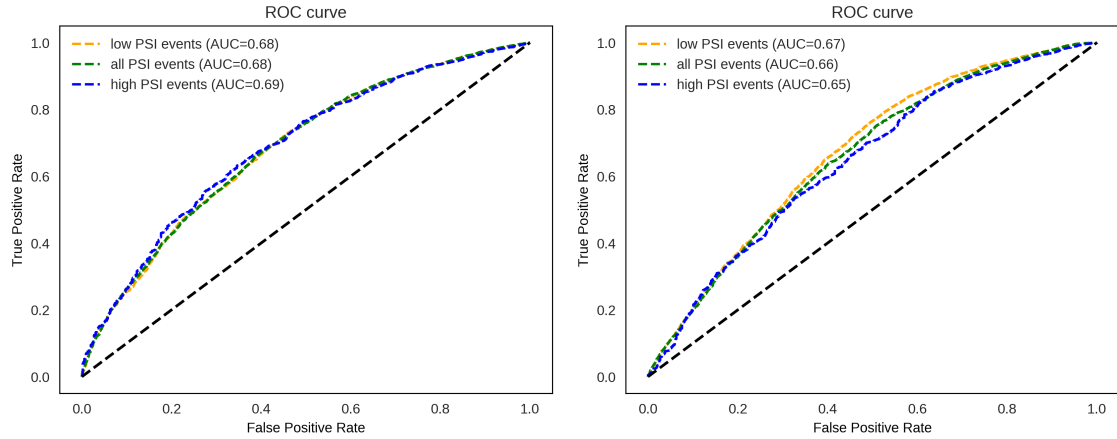 ROC curve
low PSI events (AUC=0.68)
all PSI events (AUC=0.68)
high PSI events (AUC=0.69)
True Positive Rate
1.0
0.8
0.6
0.4
0.2
0.0
0.0 0.2 0.4 0.6 0.8 1.0
False Positive Rate
ROC curve
low PSI events (AUC=0.67)
all PSI events (AUC=0.66)
high PSI events (AUC=0.65)
True Positive Rate
1.0
0.8
0.6
0.4
0.2
0.0
0.0 0.2 0.4 0.6 0.8 1.0
False Positive Rate